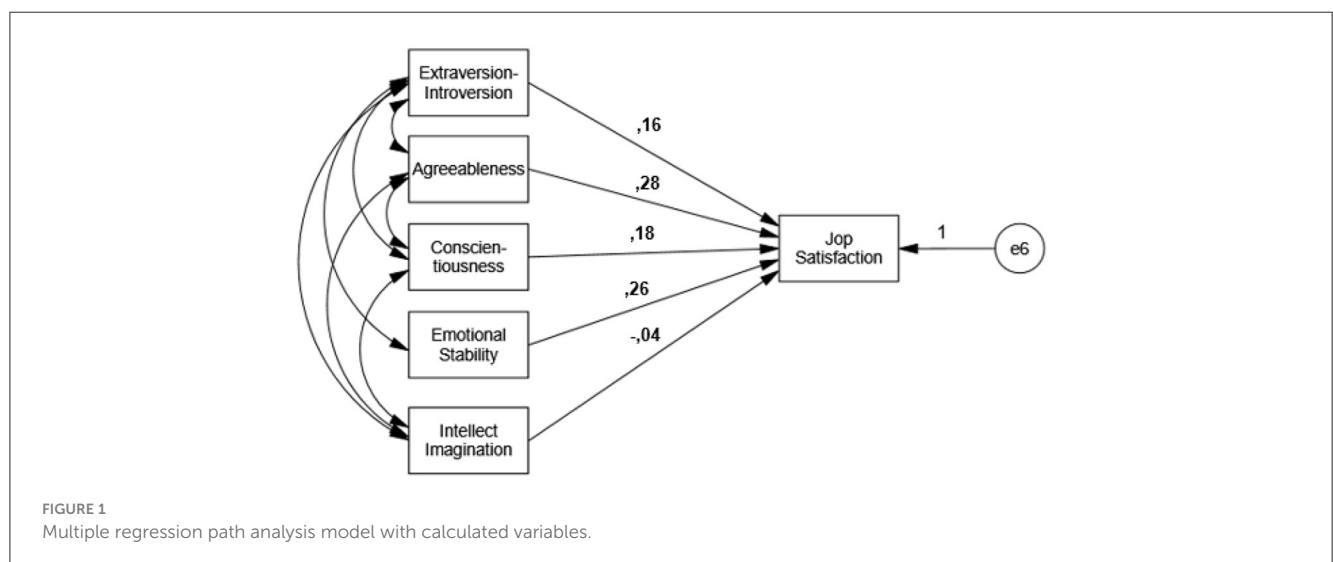 Extraversion-
Introversion
,16
Agreeableness
,28
Conscien-
tiousness
,18
Jop
Satisfaction
1
e6
,26
Emotional
Stability
-,04
Intellect
Imagination
FIGURE 1
Multiple regression path analysis model with calculated variables.